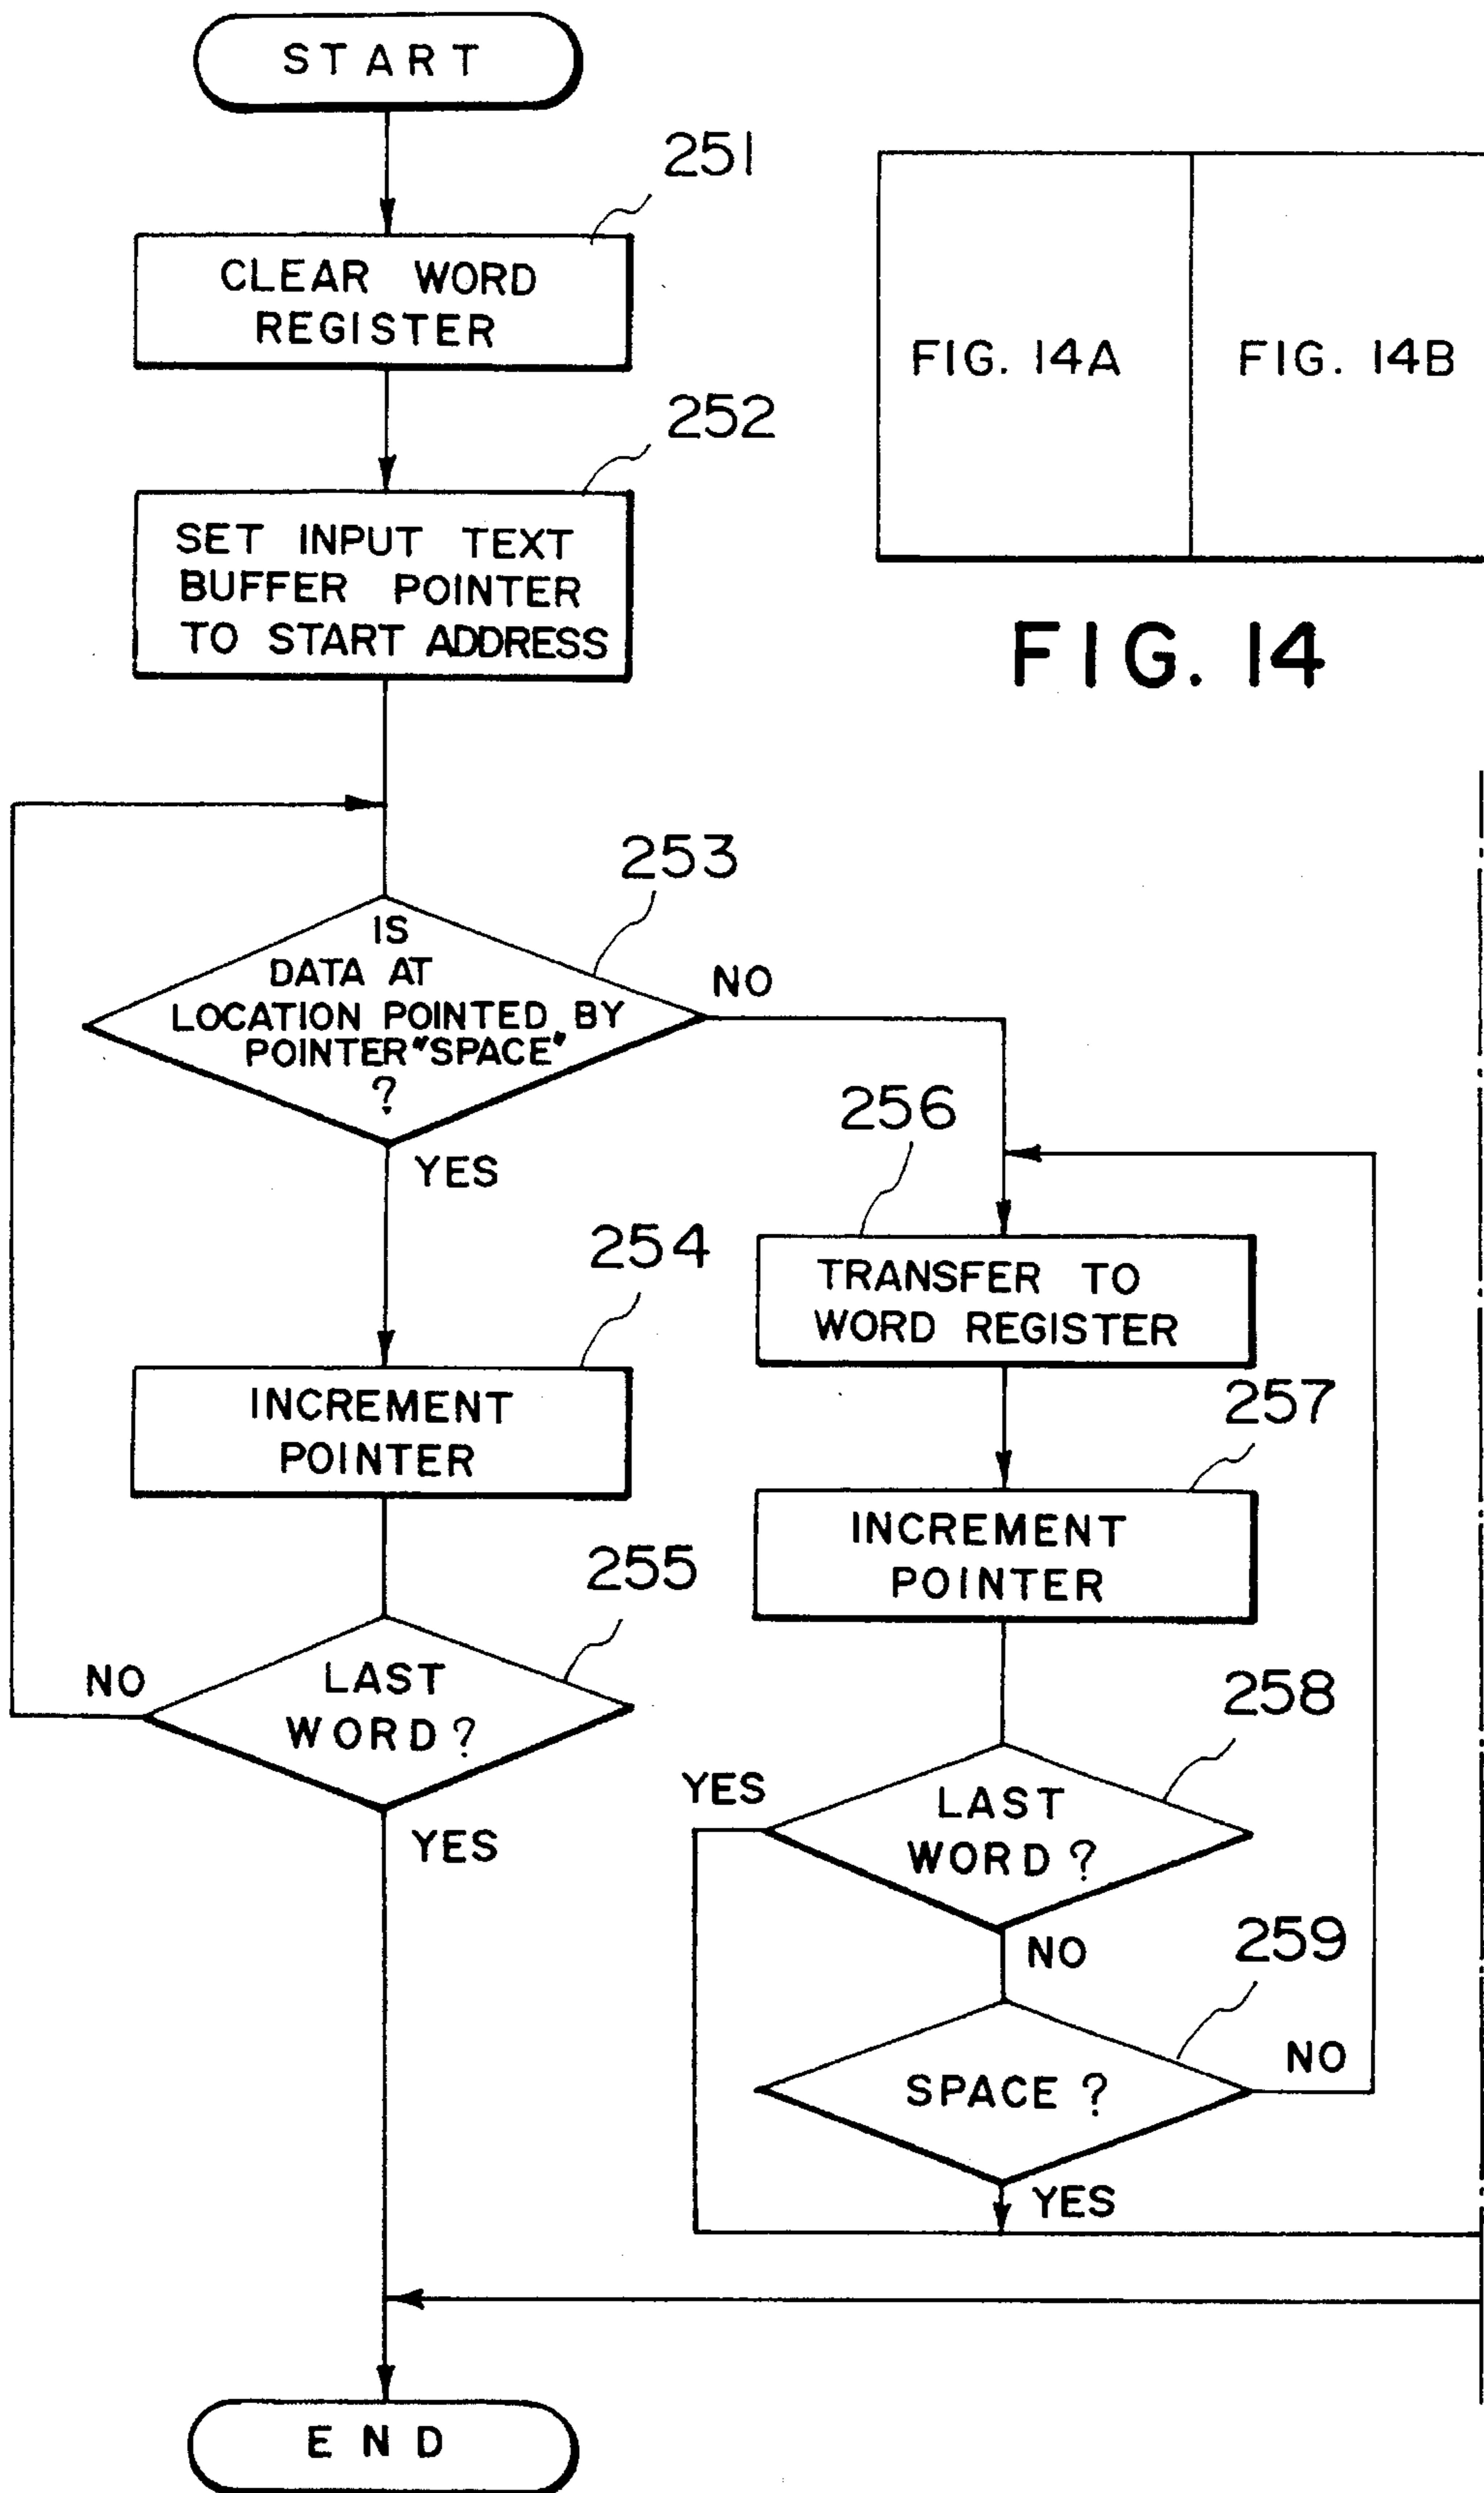 START
251
CLEAR WORD
REGISTER
252
SET INPUT TEXT
BUFFER POINTER
TO START ADDRESS
FIG. 14A
FIG. 14B
FIG. 14
253
IS
DATA AT
LOCATION POINTED BY
POINTER "SPACE"
?
NO
YES
254
INCREMENT
POINTER
255
LAST
WORD?
NO
YES
256
TRANSFER TO
WORD REGISTER
257
INCREMENT
POINTER
258
LAST
WORD?
YES
NO
259
SPACE?
NO
YES
END